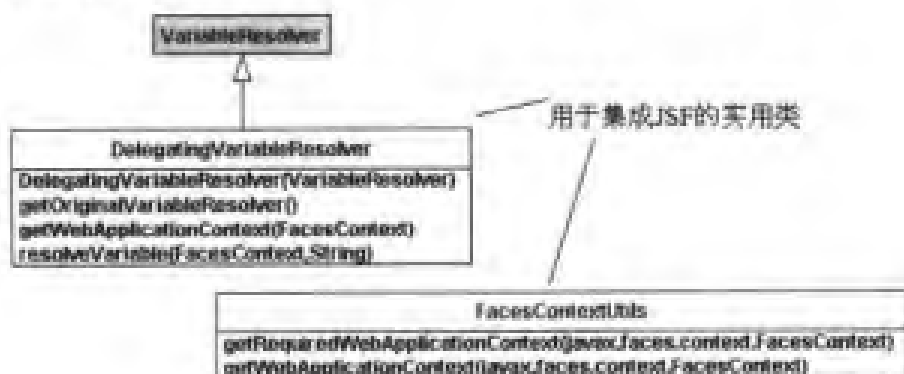 VariableResolver
用于集成JSF的实用类
DelegatingVariableResolver
DelegatingVariableResolver(VariableResolver)
getOriginalVariableResolver()
getWebApplicationContext(FacesContext)
resolveVariable(FacesContext,String)
FacesContextUtils
getRequiredWebApplicationContext(javax.faces.context.FacesContext)
getWebApplicationContext(javax.faces.context.FacesContext)